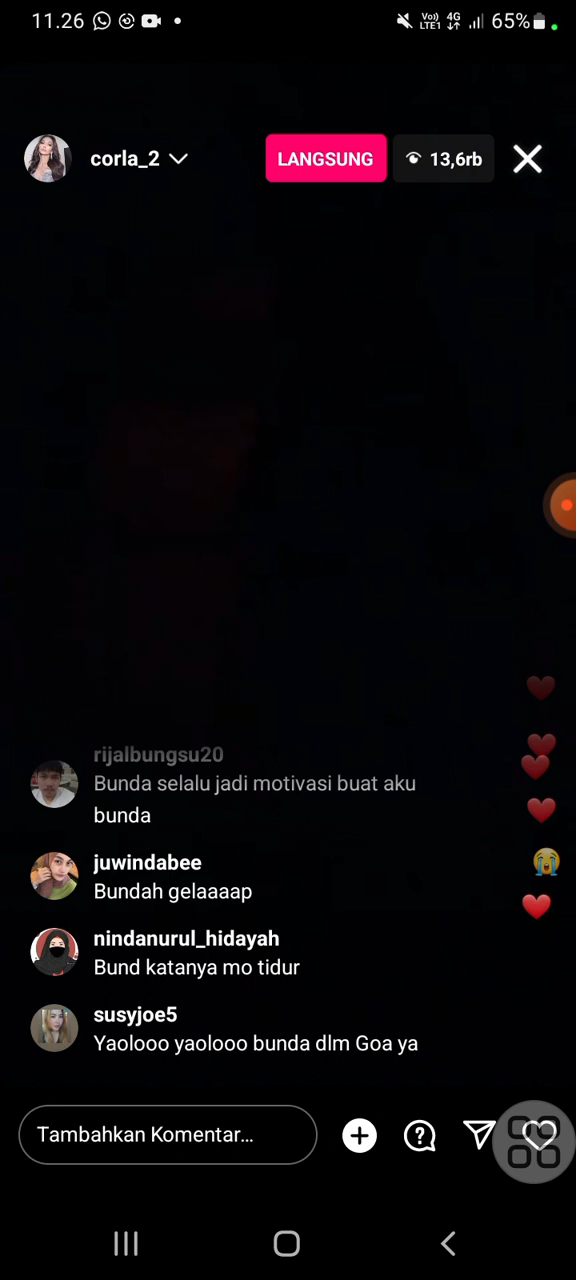 11.26
Vo)) 4G 65%
LTE1
corla_2
LANGSUNG
13,6rb
rijalbungsu20
Bunda selalu jadi motivasi buat aku
bunda
juwindabee
Bundah gelaaaap
nindanurul_hidayah
Bund katanya mo tidur
susyjoe5
Yaolooo yaolooo bunda dlm Goa ya
Tambahkan Komentar...